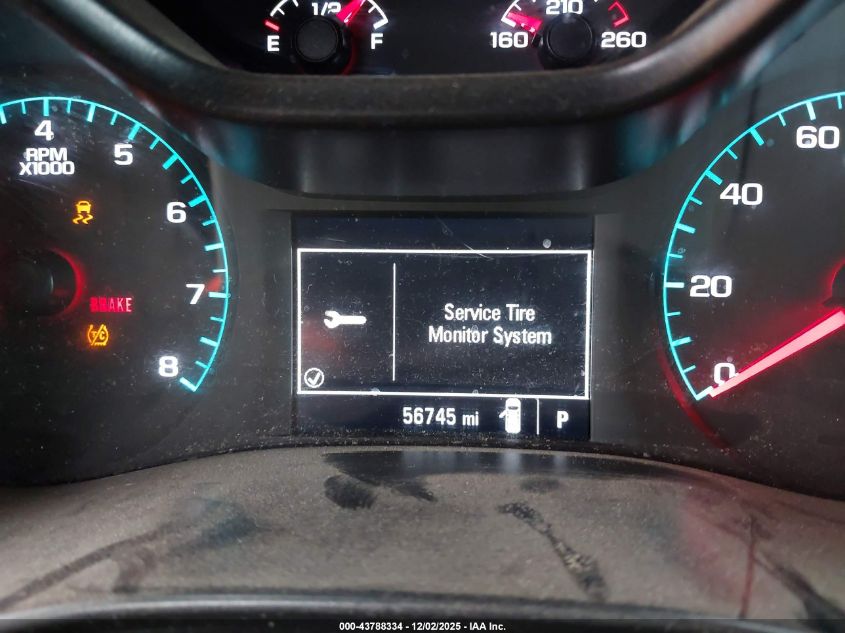 1/2
E F
210
160 260
4
RPM
X1000
5
6
7
8
BRAKE
T/C
Service Tire
Monitor System
56745 mi P
60
40
20
0
000-43788334 - 12/02/2025 - IAA Inc.